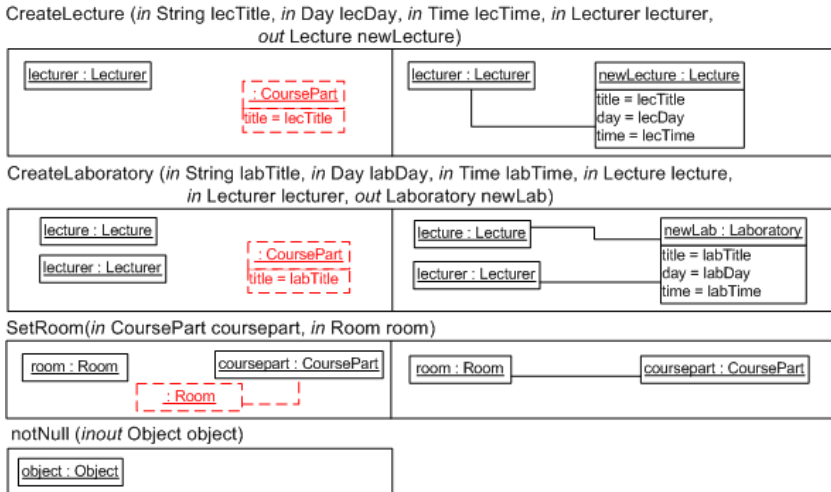 CreateLecture (in String lecTitle, in Day lecDay, in Time lecTime, in Lecturer lecturer,
out Lecture newLecture)
lecturer : Lecturer
: CoursePart
title = lecTitle
lecturer : Lecturer
newLecture : Lecture
title = lecTitle
day = lecDay
time = lecTime
CreateLaboratory (in String labTitle, in Day labDay, in Time labTime, in Lecture lecture,
in Lecturer lecturer, out Laboratory newLab)
lecture : Lecture
lecturer : Lecturer
: CoursePart
title = labTitle
lecture : Lecture
lecturer : Lecturer
newLab : Laboratory
title = labTitle
day = labDay
time = labTime
SetRoom(in CoursePart coursepart, in Room room)
room : Room
coursepart : CoursePart
: Room
room : Room
coursepart : CoursePart
notNull (inout Object object)
object : Object